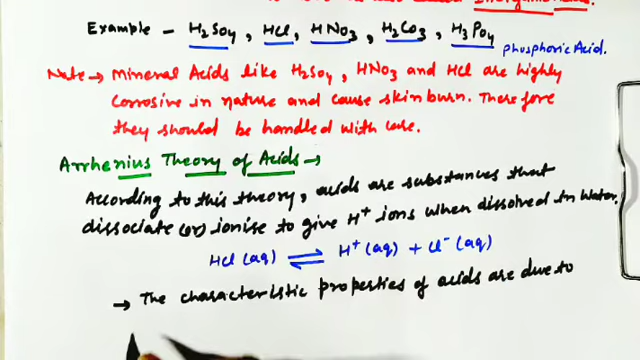 Inorganic Acids.
Example - H2So4, HCl, HNO3, H2Co3, H3Po4
phosphoric Acid.
Note → Mineral Acids like H2So4, HNO3 and HCl are highly
corrosive in nature and cause skin burn. Therefore
they should be handled with care.
Arrhenius Theory of Acids →
According to this theory, acids are substances that
dissociate (or) ionise to give H+ ions when dissolved in water.
HCl (aq) ⇌ H+ (aq) + Cl- (aq)
→ The characteristic properties of acids are due to